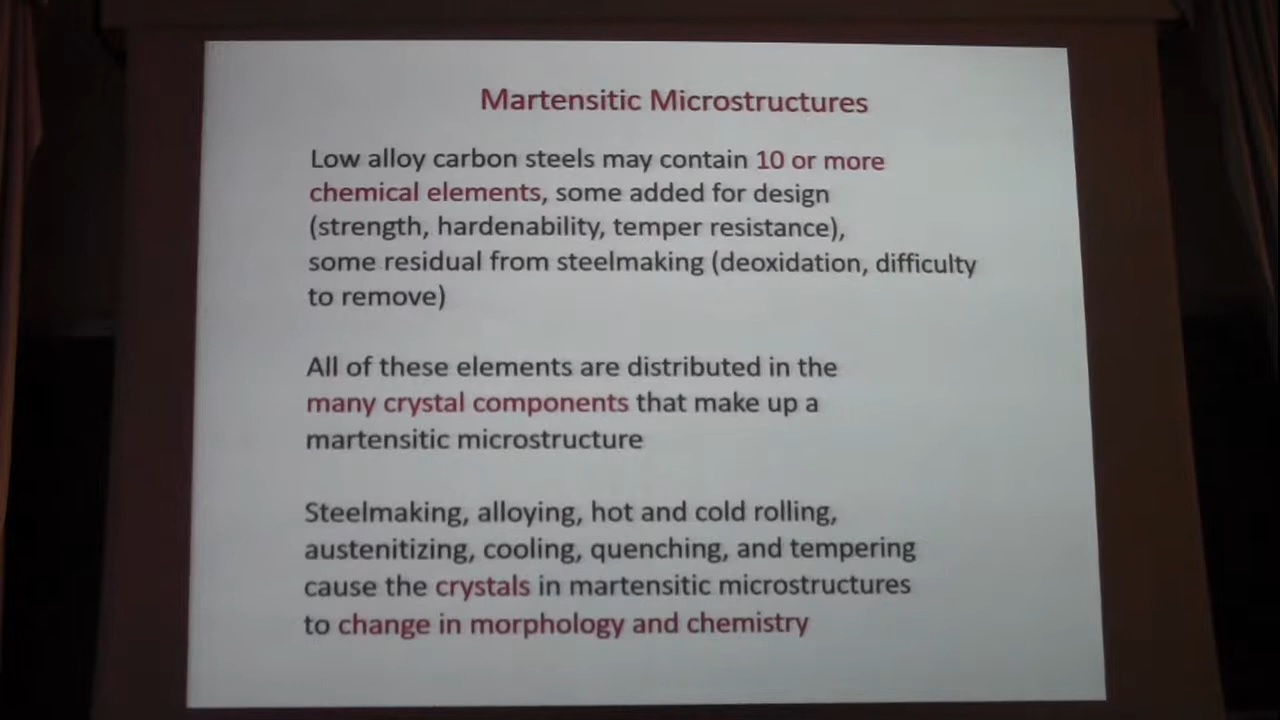 Martensitic Microstructures
Low alloy carbon steels may contain 10 or more
chemical elements, some added for design
(strength, hardenability, temper resistance),
some residual from steelmaking (deoxidation, difficulty
to remove)
All of these elements are distributed in the
many crystal components that make up a
martensitic microstructure
Steelmaking, alloying, hot and cold rolling,
austenitizing, cooling, quenching, and tempering
cause the crystals in martensitic microstructures
to change in morphology and chemistry